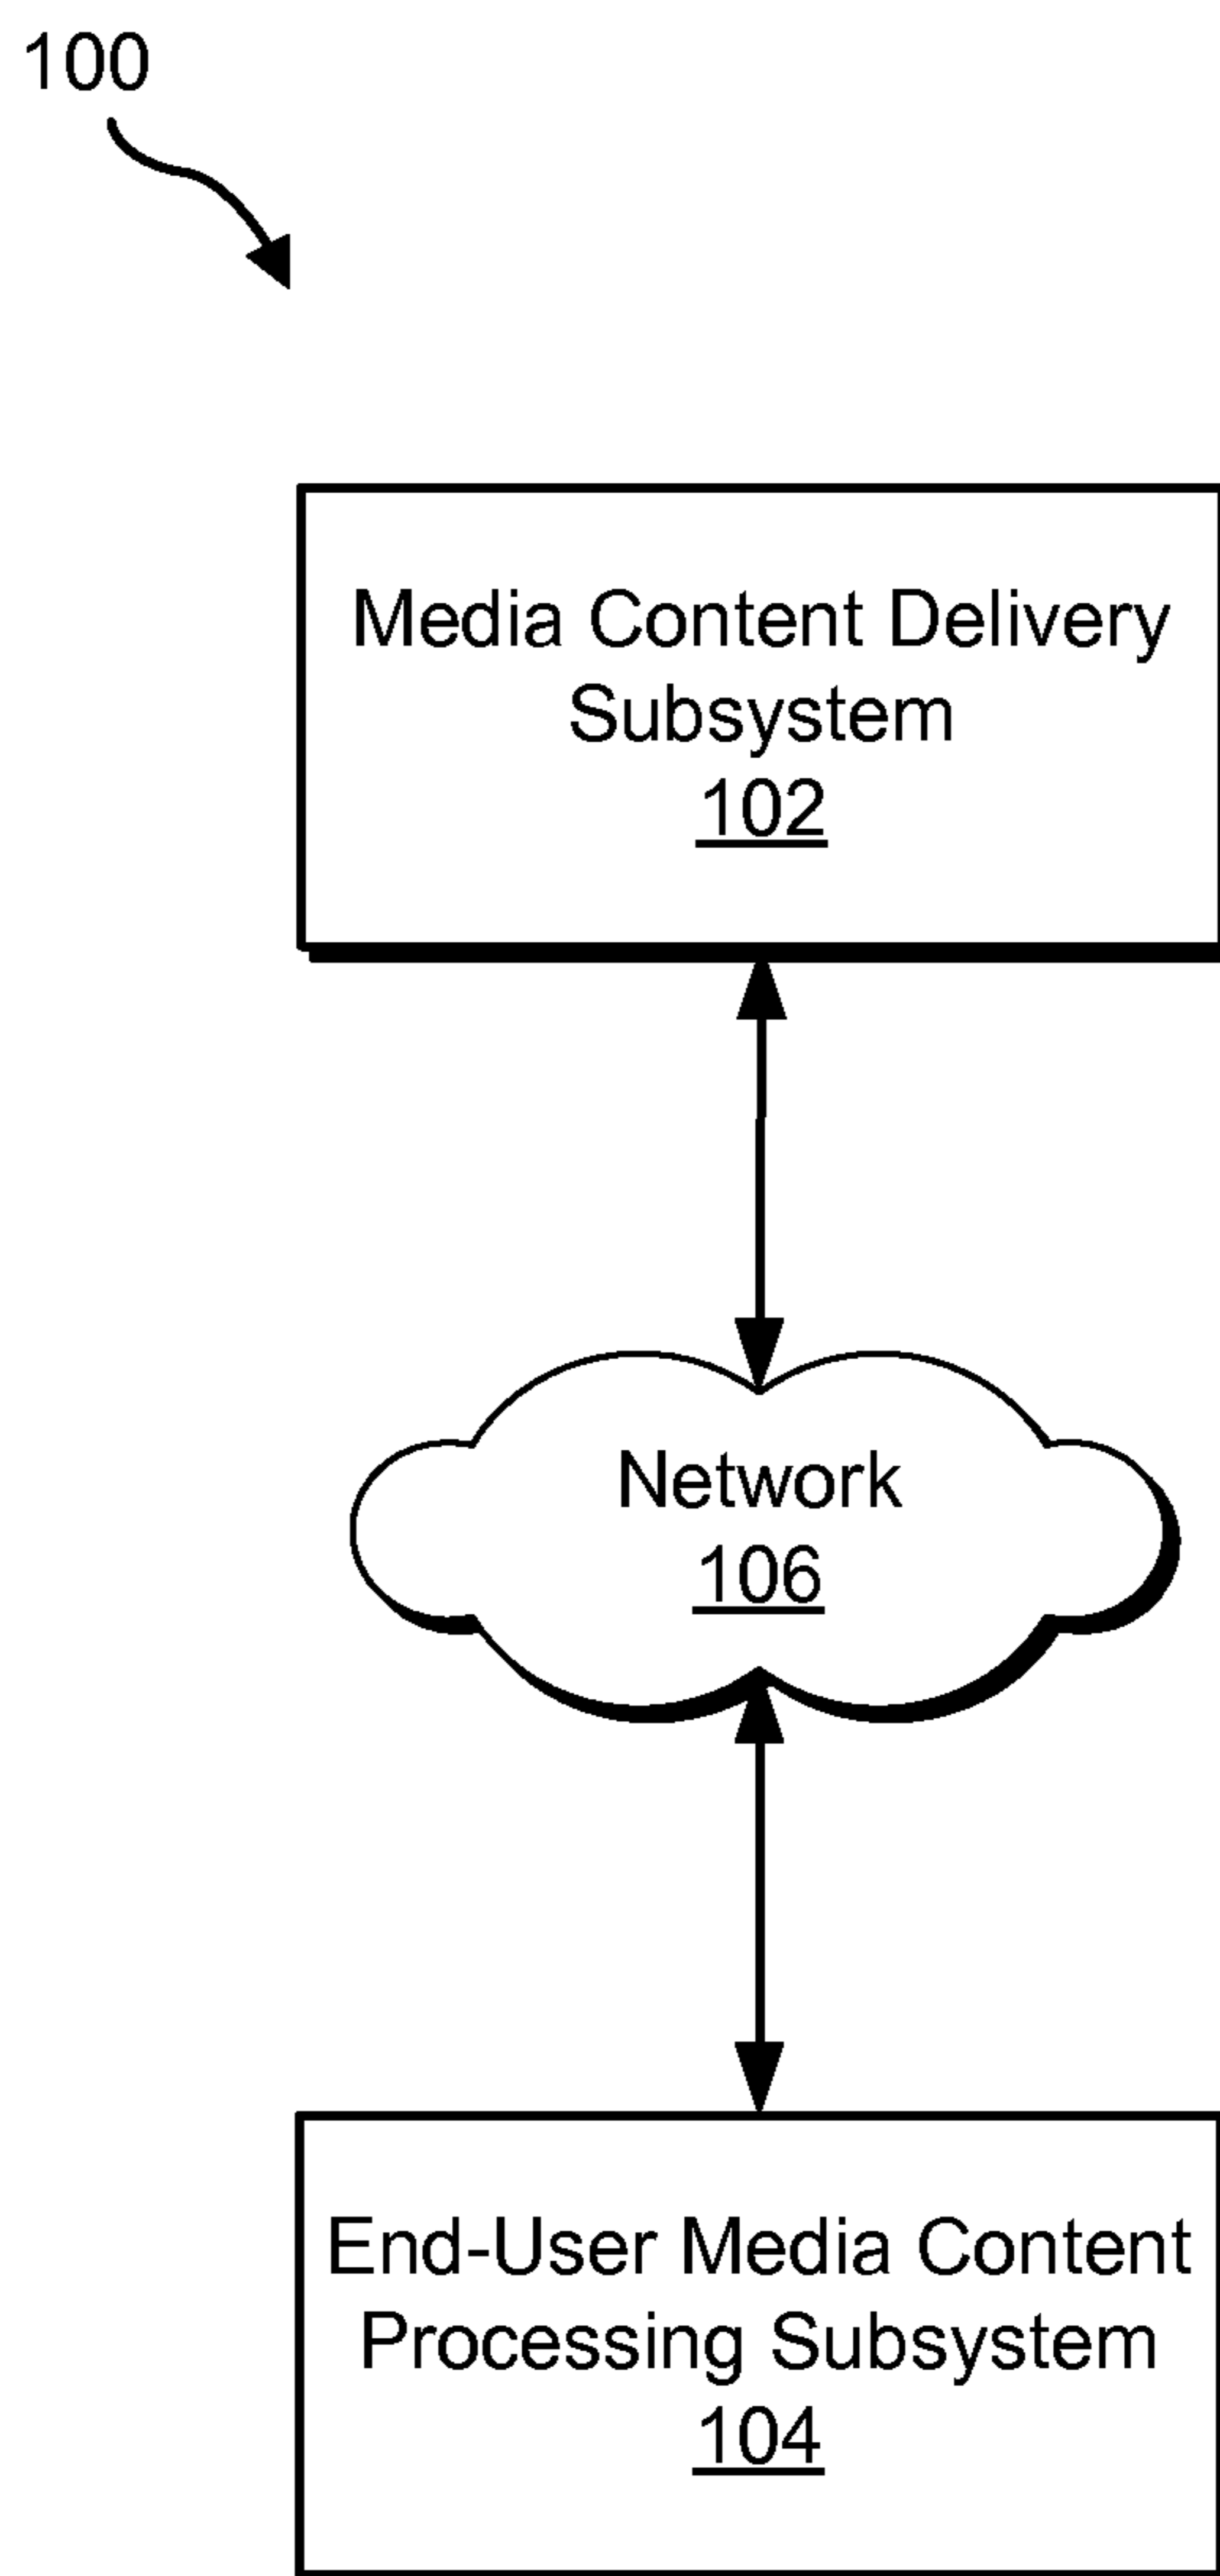 100
Media Content Delivery
Subsystem
102
Network
106
End-User Media Content
Processing Subsystem
104